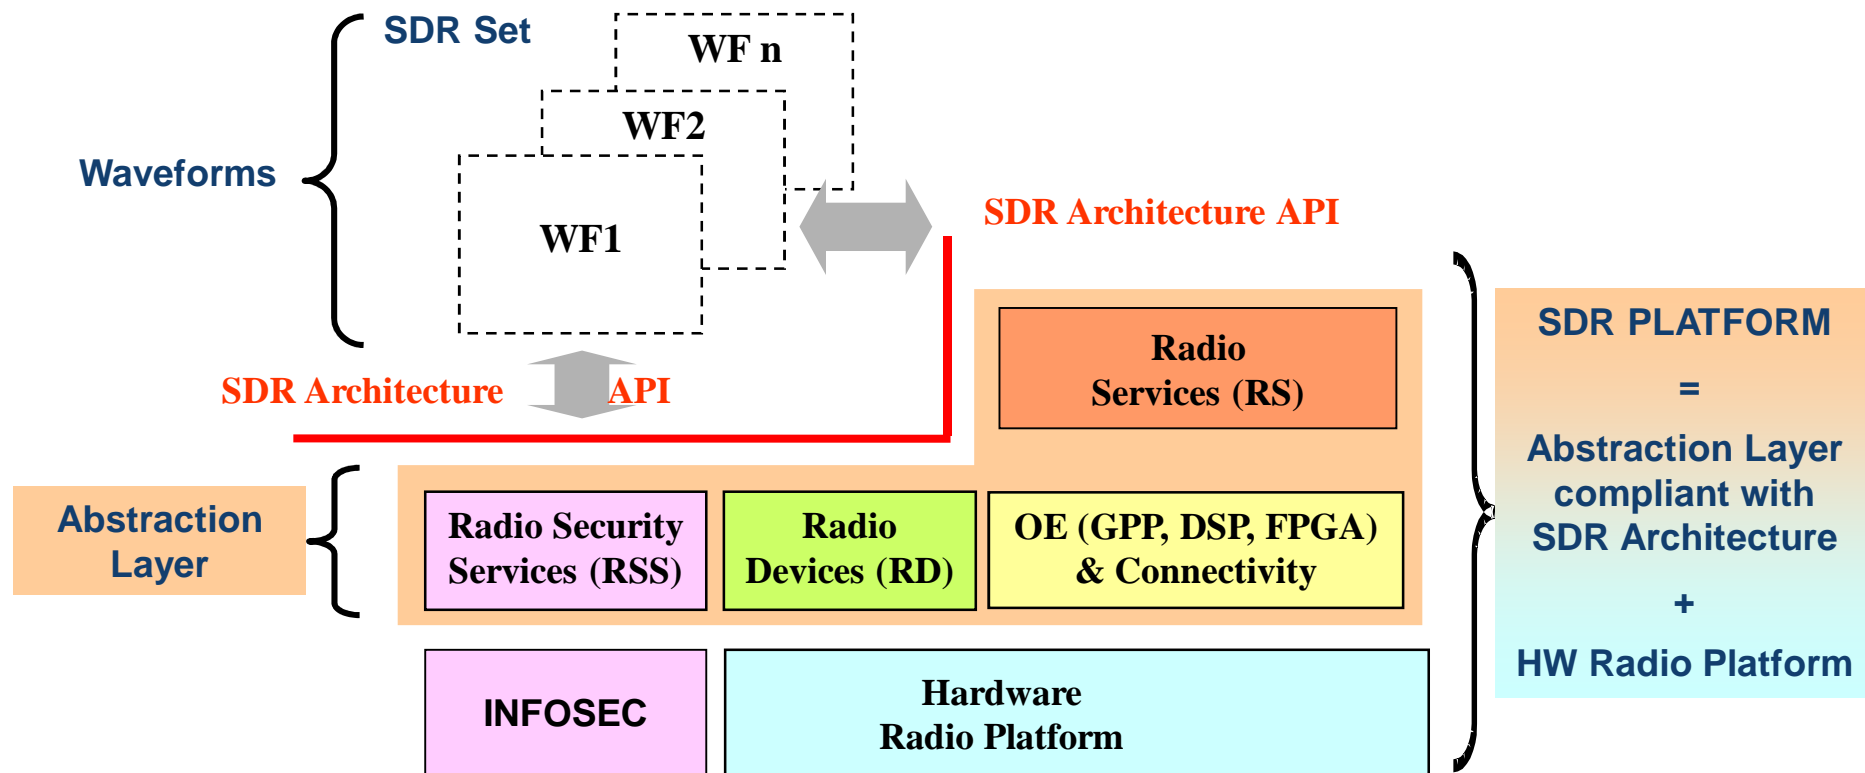 SDR Set
WF n
WF2
Waveforms
WF1
SDR Architecture API
SDR Architecture API
Radio
Services (RS)
SDR PLATFORM
=
Abstraction Layer
compliant with
SDR Architecture
+
HW Radio Platform
Abstraction
Layer
Radio Security
Services (RSS)
Radio
Devices (RD)
OE (GPP, DSP, FPGA)
& Connectivity
INFOSEC
Hardware
Radio Platform